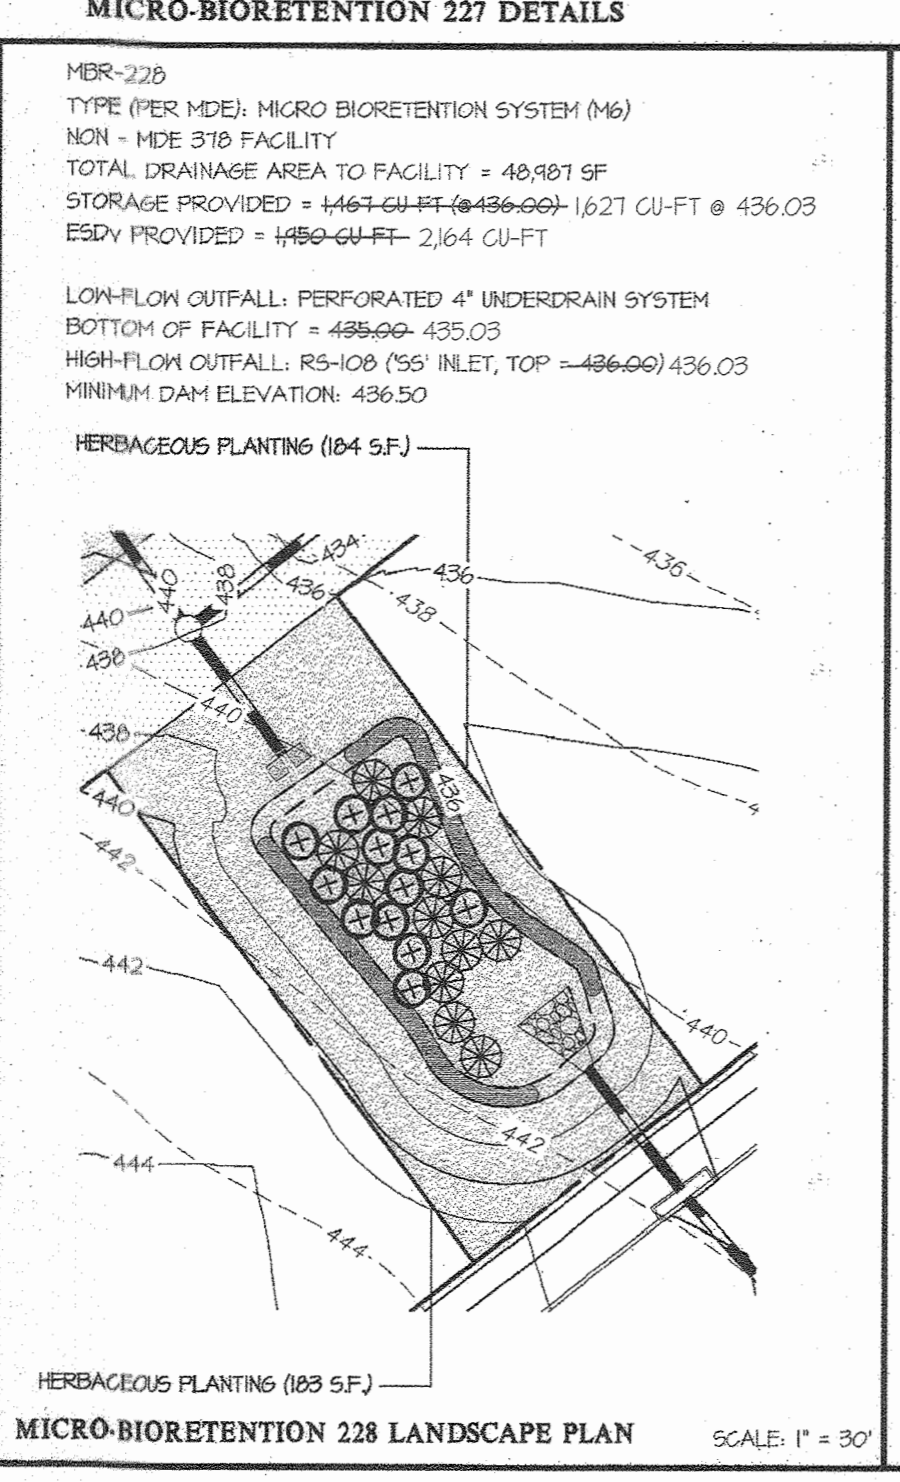 MICRO-BIORETENTION 227 DETAILS
MBR-228
TYPE (PER MDE): MICRO BIORETENTION SYSTEM (M6)
NON - MDE 378 FACILITY
TOTAL DRAINAGE AREA TO FACILITY = 48,987 SF
STORAGE PROVIDED = 1,467 CU-FT (@436.00) 1,627 CU-FT @ 436.03
ESDv PROVIDED = 1,950 CU-FT 2,164 CU-FT
LOW-FLOW OUTFALL: PERFORATED 4" UNDERDRAIN SYSTEM
BOTTOM OF FACILITY = 435.00 435.03
HIGH-FLOW OUTFALL: RS-108 ('SS' INLET, TOP = 436.00) 436.03
MINIMUM DAM ELEVATION: 436.50
HERBACEOUS PLANTING (184 S.F.)
434
436
436
436
440
438
438
440
438
440
438
436
4
440
442
442
440
442
444
444
HERBACEOUS PLANTING (183 S.F.)
MICRO-BIORETENTION 228 LANDSCAPE PLAN
SCALE: 1" = 30'